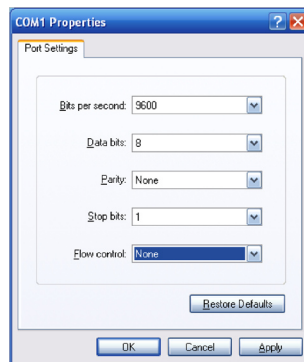 COM1 Properties
Port Settings
Bits per second: 9600
Data bits: 8
Parity: None
Stop bits: 1
Flow control: None
Restore Defaults
OK Cancel Apply